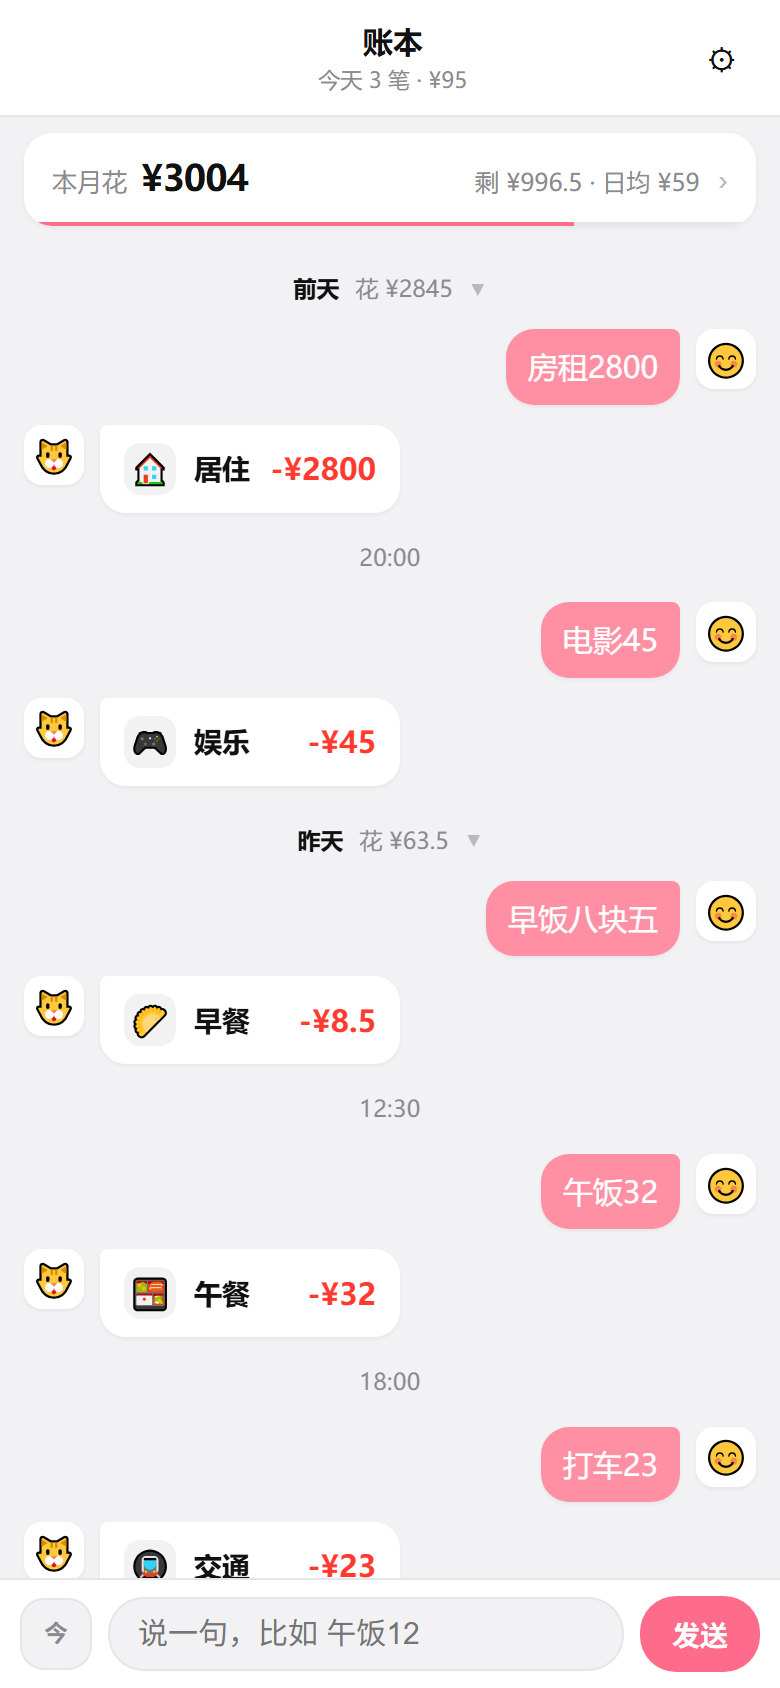 账本
今天 3 笔 · ¥95
本月花 ¥3004 剩 ¥996.5 · 日均 ¥59 ›
前天 花 ¥2845 ▼
房租2800
居住 -¥2800
20:00
电影45
娱乐 -¥45
昨天 花 ¥63.5 ▼
早饭八块五
早餐 -¥8.5
12:30
午饭32
午餐 -¥32
18:00
打车23
交通 -¥23
今 说一句，比如 午饭12 发送